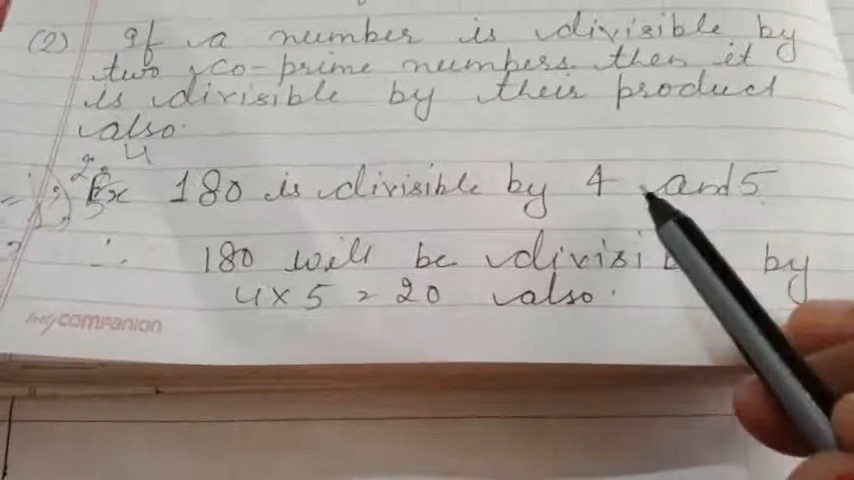 (2) If a number is divisible by
two co-prime numbers then it
is divisible by their product
also.
Ex 180 is divisible by 4 and 5
∴ 180 will be divisi by
4 x 5 = 20 also.
companion